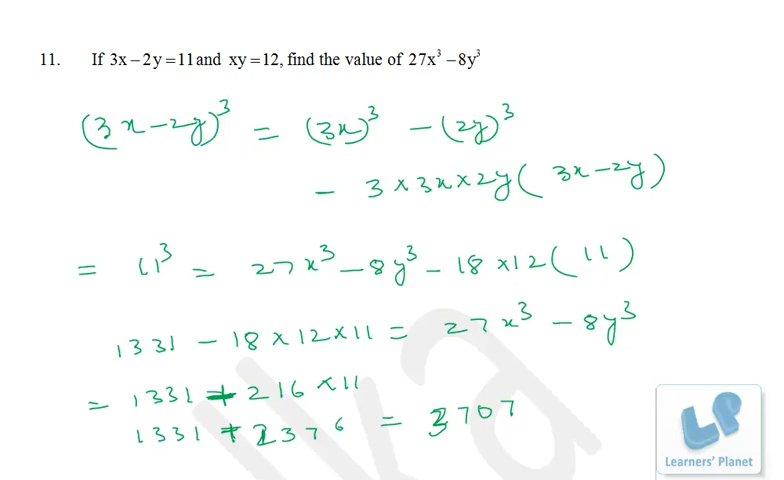 11. If 3x − 2y = 11 and xy = 12, find the value of 27x³ − 8y³
(3x − 2y)³ = (3x)³ − (2y)³
− 3 × 3x × 2y (3x − 2y)
= 11³ = 27x³ − 8y³ − 18 × 12 (11)
1331 − 18 × 12 × 11 = 27x³ − 8y³
= 1331 + 216 × 11
1331 + 2376 = 3707
LP
Learners' Planet